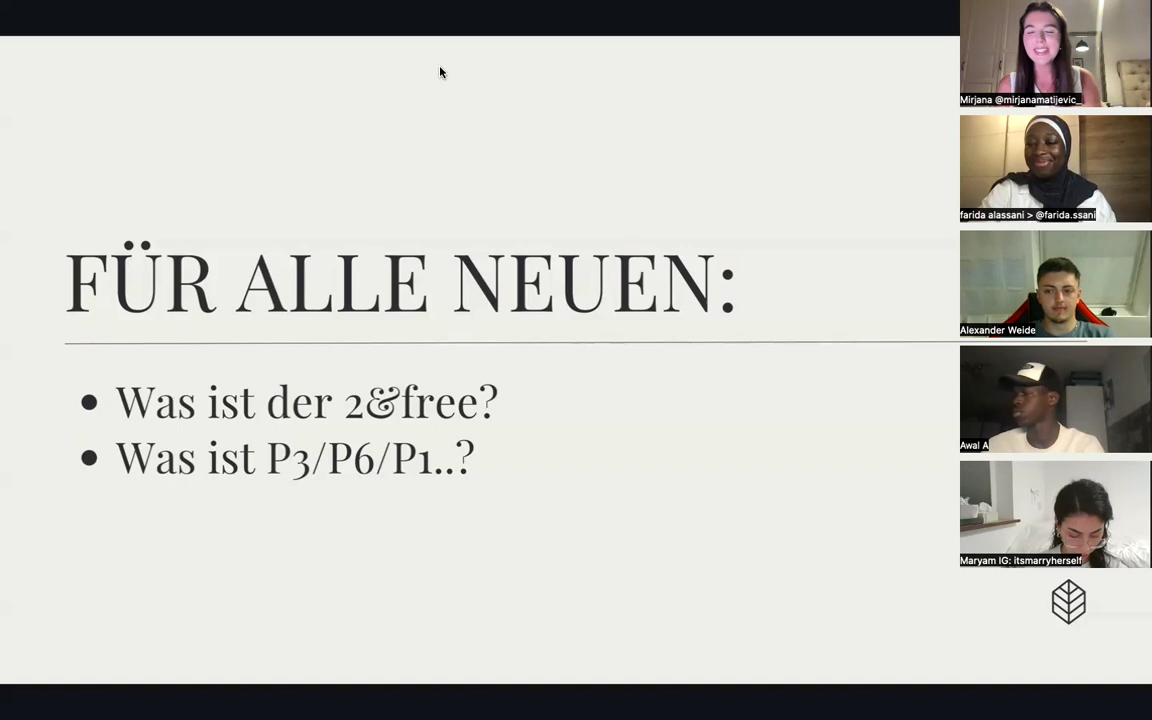 FÜR ALLE NEUEN:
Was ist der 2&free?
Was ist P3/P6/P1..?
Mirjana @mirjanamatijevic_
farida alassani > @farida.ssani
Alexander Weide
Awal A
Maryam IG: itsmarryherself